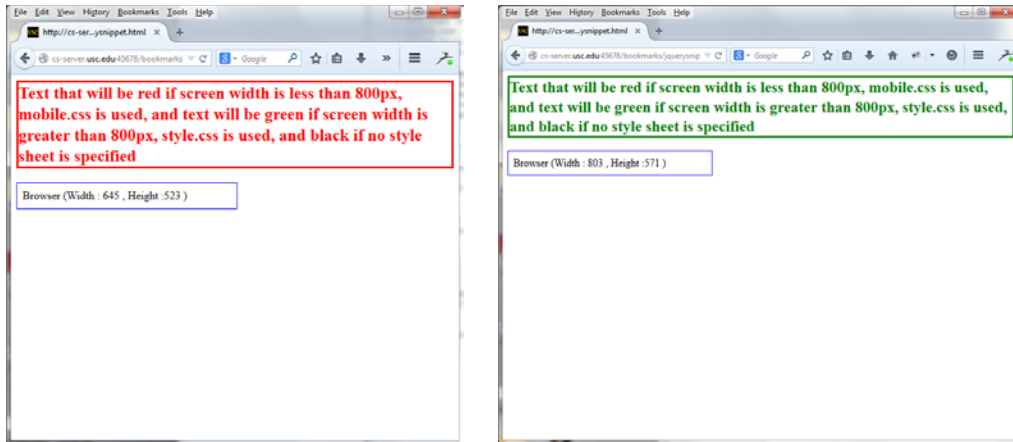 File Edit View History Bookmarks Tools Help
http://cs-ser...ysnippet.html × +
cs-server.usc.edu:45678/bookmarks Google
Text that will be red if screen width is less than 800px,
mobile.css is used, and text will be green if screen width is
greater than 800px, style.css is used, and black if no style
sheet is specified
Browser (Width : 645 , Height :523 )
File Edit View History Bookmarks Tools Help
http://cs-ser...ysnippet.html × +
cs-server.usc.edu:45678/bookmarks/jquerysnip Google
Text that will be red if screen width is less than 800px, mobile.css is used,
and text will be green if screen width is greater than 800px, style.css is used,
and black if no style sheet is specified
Browser (Width : 803 , Height :571 )